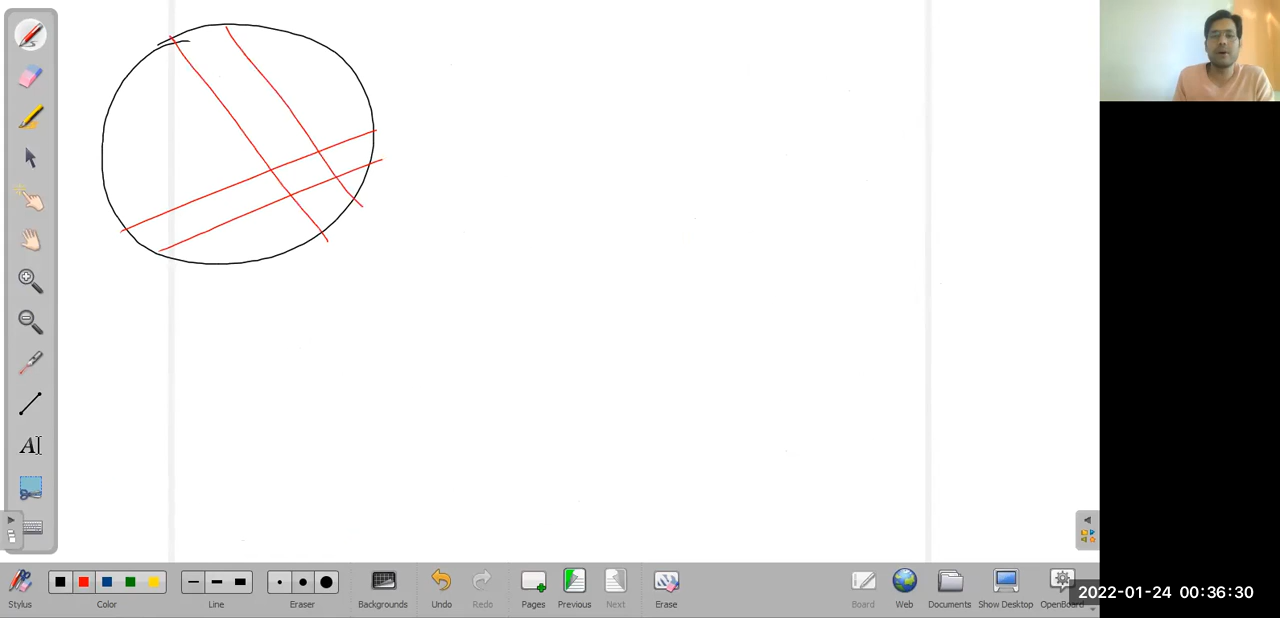 A
Stylus
Color
Line
Eraser
Backgrounds
Undo
Redo
Pages
Previous
Next
Erase
Board
Web
Documents
Show Desktop
OpenBoard
2022-01-24 00:36:30